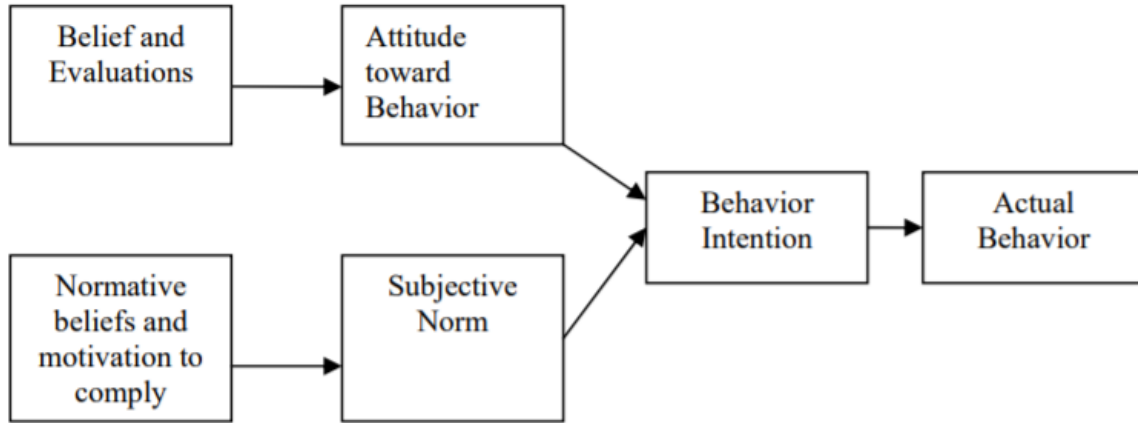 Belief and
Evaluations
Attitude
toward
Behavior
Behavior
Intention
Actual
Behavior
Normative
beliefs and
motivation to
comply
Subjective
Norm